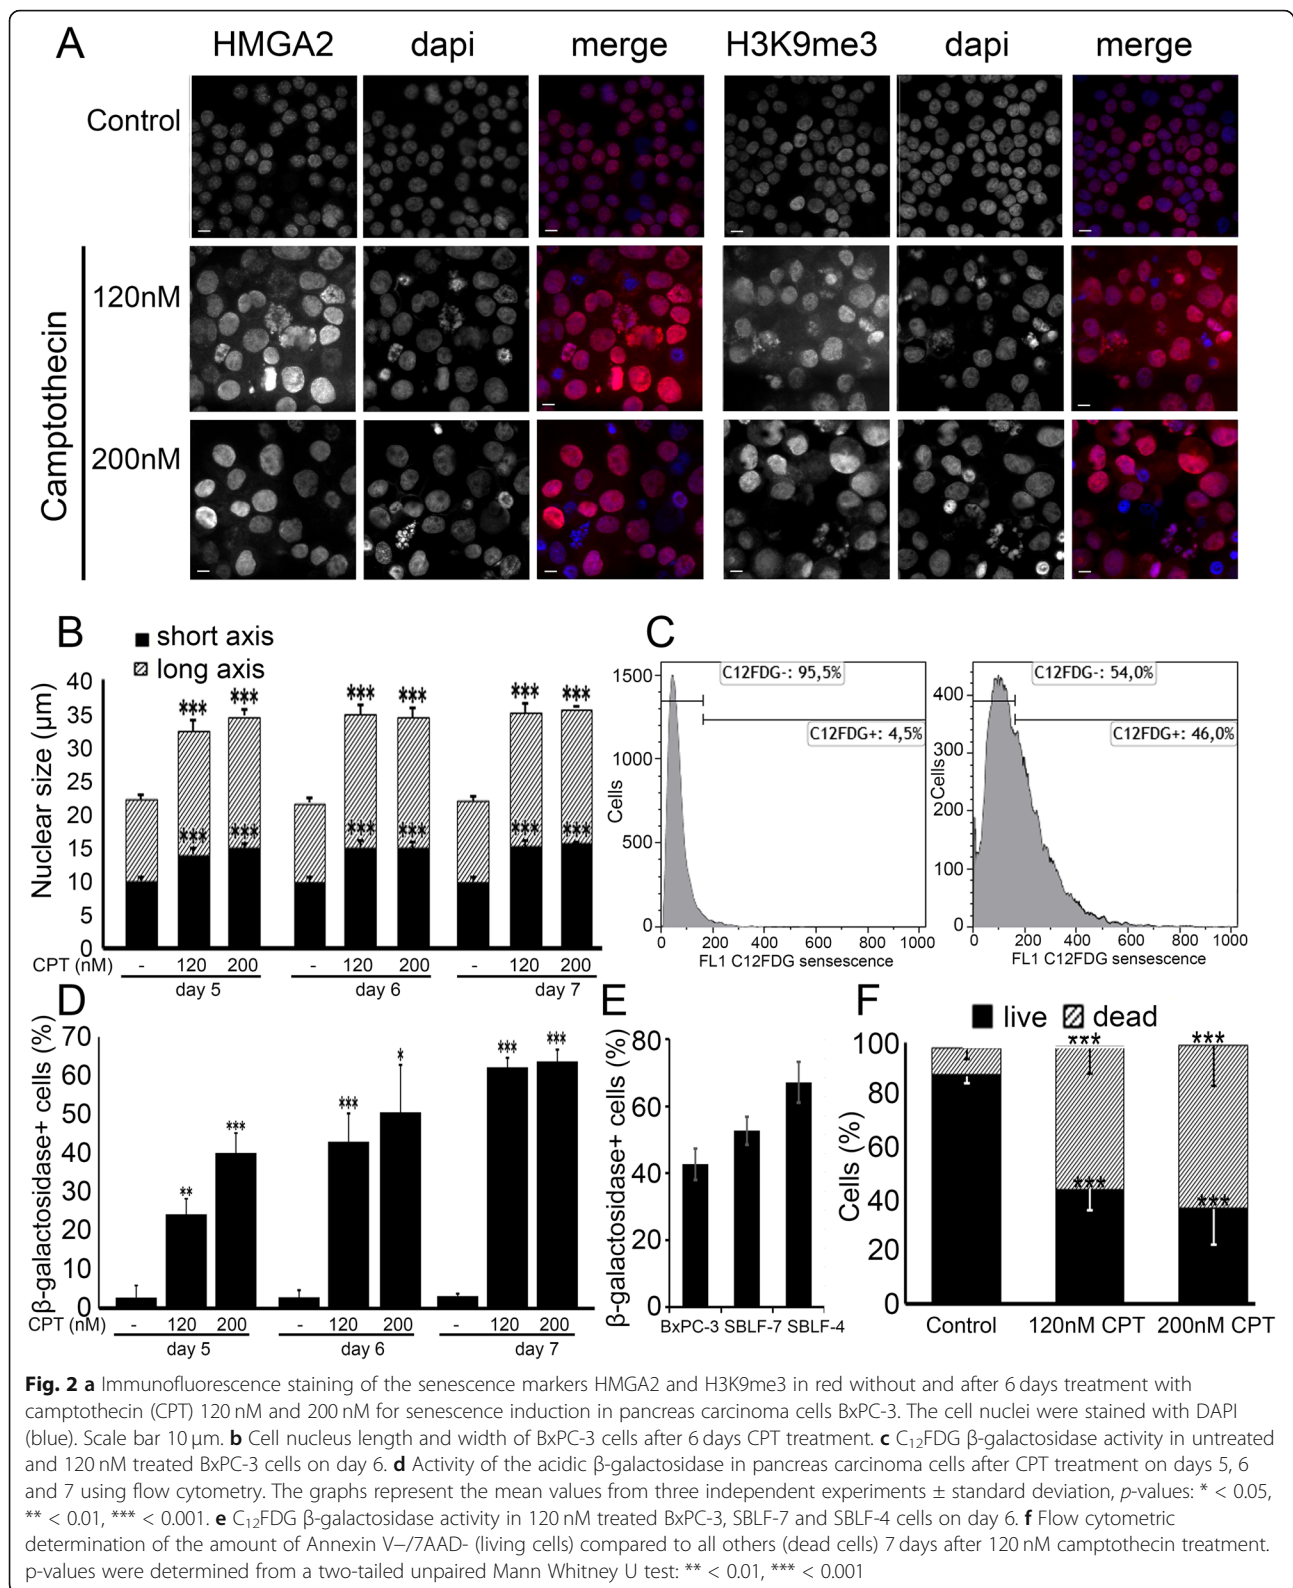 A HMGA2 dapi merge H3K9me3 dapi merge
Control
120nM
200nM
Camptothecin
B
short axis
long axis
Nuclear size (µm)
40
35
30
25
20
15
10
5
0
*** *** *** *** *** ***
*** *** *** *** *** ***
CPT (nM) - 120 200 - 120 200 - 120 200
day 5 day 6 day 7
C
C12FDG-: 95,5%
C12FDG+: 4,5%
Cells
1500
1000
500
0
0 200 400 600 800 1000
FL1 C12FDG sensescence
C12FDG-: 54,0%
C12FDG+: 46,0%
Cells
400
300
200
100
0
0 200 400 600 800 1000
FL1 C12FDG sensescence
D
β-galactosidase+ cells (%)
70
60
50
40
30
20
10
0
** *** *** * *** ***
CPT (nM) - 120 200 - 120 200 - 120 200
day 5 day 6 day 7
E
β-galactosidase+ cells (%)
80
60
40
20
0
BxPC-3 SBLF-7 SBLF-4
F
live dead
Cells (%)
100
80
60
40
20
0
*** ***
*** ***
Control 120nM CPT 200nM CPT
Fig. 2 a Immunofluorescence staining of the senescence markers HMGA2 and H3K9me3 in red without and after 6 days treatment with
camptothecin (CPT) 120 nM and 200 nM for senescence induction in pancreas carcinoma cells BxPC-3. The cell nuclei were stained with DAPI
(blue). Scale bar 10 µm. b Cell nucleus length and width of BxPC-3 cells after 6 days CPT treatment. c C₁₂FDG β-galactosidase activity in untreated
and 120 nM treated BxPC-3 cells on day 6. d Activity of the acidic β-galactosidase in pancreas carcinoma cells after CPT treatment on days 5, 6
and 7 using flow cytometry. The graphs represent the mean values from three independent experiments ± standard deviation, p-values: * < 0.05,
** < 0.01, *** < 0.001. e C₁₂FDG β-galactosidase activity in 120 nM treated BxPC-3, SBLF-7 and SBLF-4 cells on day 6. f Flow cytometric
determination of the amount of Annexin V−/7AAD- (living cells) compared to all others (dead cells) 7 days after 120 nM camptothecin treatment.
p-values were determined from a two-tailed unpaired Mann Whitney U test: ** < 0.01, *** < 0.001